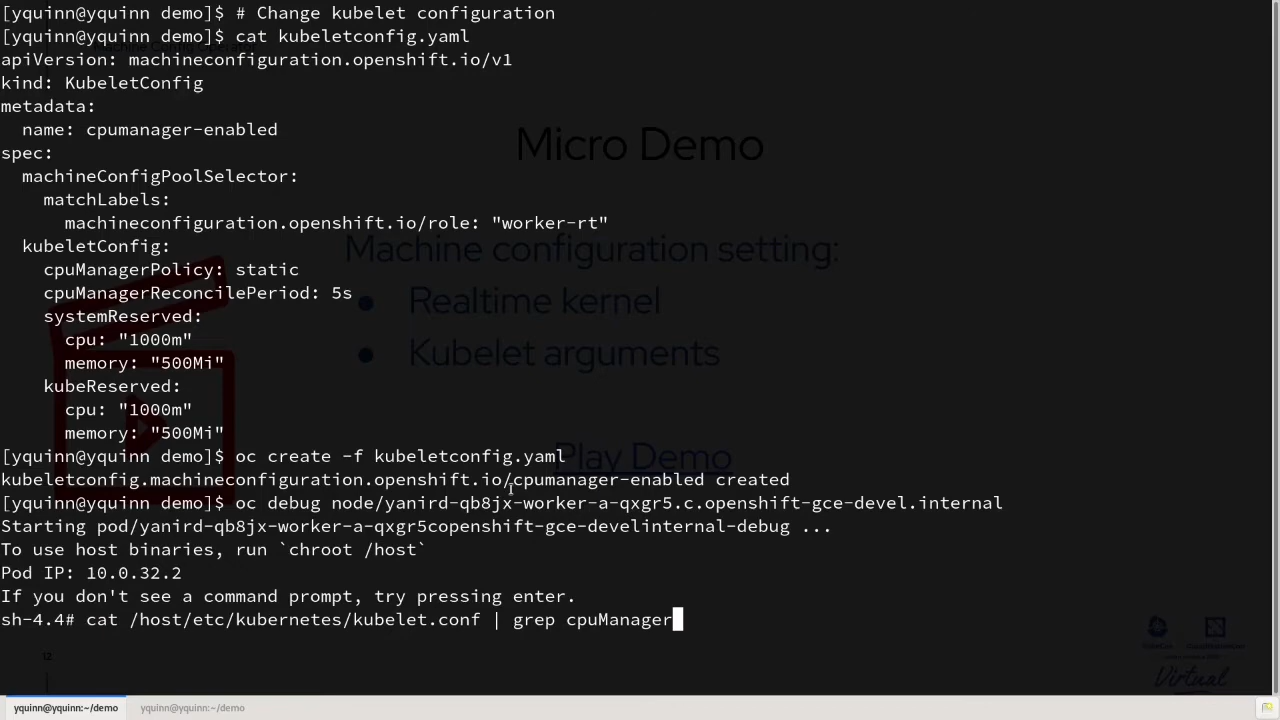 [yquinn@yquinn demo]$ # Change kubelet configuration
[yquinn@yquinn demo]$ cat kubeletconfig.yaml
apiVersion: machineconfiguration.openshift.io/v1
kind: KubeletConfig
metadata:
  name: cpumanager-enabled
spec:
  machineConfigPoolSelector:
    matchLabels:
      machineconfiguration.openshift.io/role: "worker-rt"
  kubeletConfig:
    cpuManagerPolicy: static
    cpuManagerReconcilePeriod: 5s
    systemReserved:
      cpu: "1000m"
      memory: "500Mi"
    kubeReserved:
      cpu: "1000m"
      memory: "500Mi"
[yquinn@yquinn demo]$ oc create -f kubeletconfig.yaml
kubeletconfig.machineconfiguration.openshift.io/cpumanager-enabled created
[yquinn@yquinn demo]$ oc debug node/yanird-qb8jx-worker-a-qxgr5.c.openshift-gce-devel.internal
Starting pod/yanird-qb8jx-worker-a-qxgr5copenshift-gce-develinternal-debug ...
To use host binaries, run `chroot /host`
Pod IP: 10.0.32.2
If you don't see a command prompt, try pressing enter.
sh-4.4# cat /host/etc/kubernetes/kubelet.conf | grep cpuManager
Machine Config Operator
Micro Demo
Machine configuration setting:
● Realtime kernel
● Kubelet arguments
Play Demo
12
Virtual
yquinn@yquinn:~/demo
yquinn@yquinn:~/demo